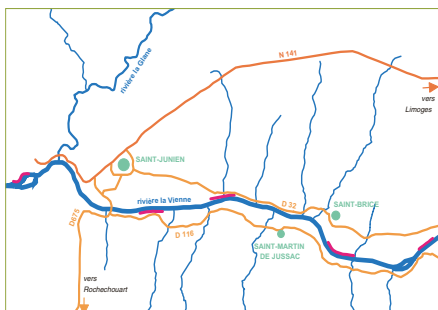 N 141
rivière la Glane
vers
Limoges
SAINT-JUNIEN
rivière la Vienne
D 32
SAINT-BRICE
D675
D 116
SAINT-MARTIN
DE JUSSAC
vers
Rochechouart